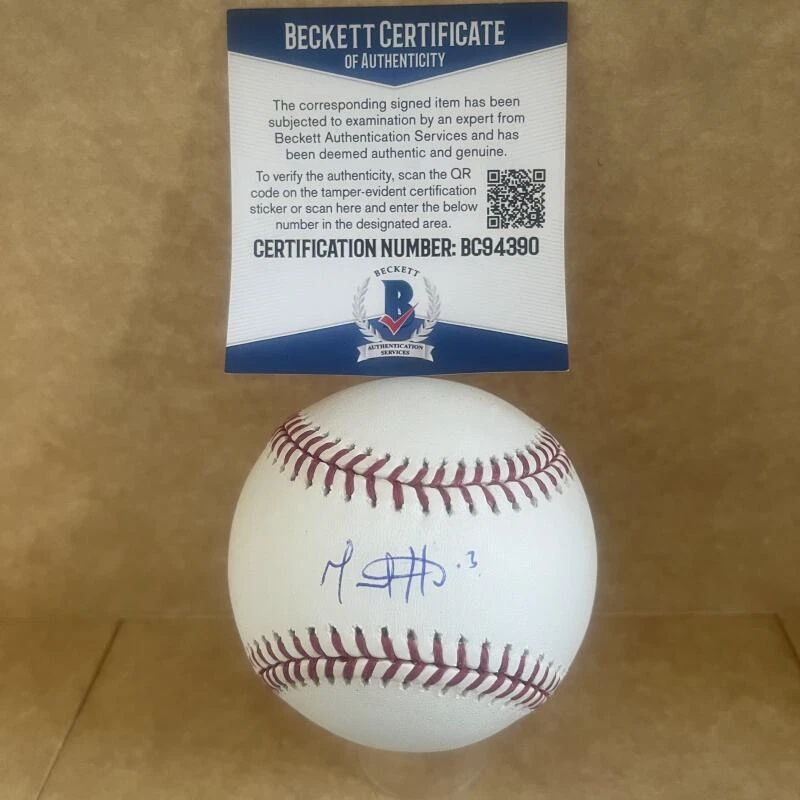 BECKETT CERTIFICATE
OF AUTHENTICITY
The corresponding signed item has been
subjected to examination by an expert from
Beckett Authentication Services and has
been deemed authentic and genuine.
To verify the authenticity, scan the QR
code on the tamper-evident certification
sticker or scan here and enter the below
number in the designated area.
CERTIFICATION NUMBER: BC94390
BECKETT
B
AUTHENTICATION
SERVICES
3